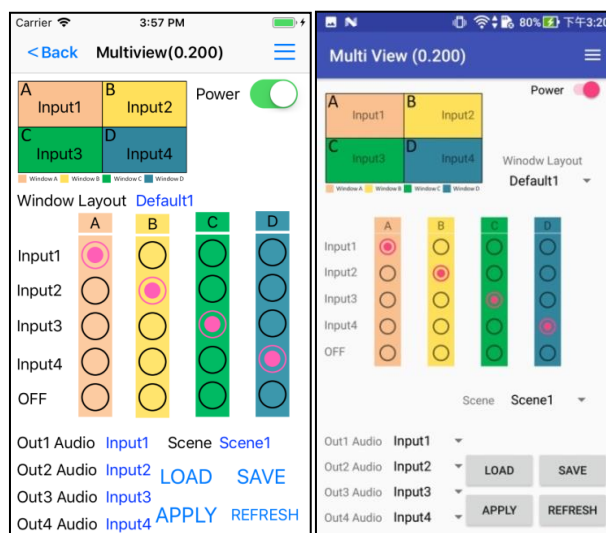 Carrier 3:57 PM
<Back Multiview(0.200)
A Input1 B Input2 Power
C Input3 D Input4
Window A Window B Window C Window D
Window Layout Default1
A B C D
Input1
Input2
Input3
Input4
OFF
Out1 Audio Input1 Scene Scene1
Out2 Audio Input2 LOAD SAVE
Out3 Audio Input3
Out4 Audio Input4 APPLY REFRESH
80% 下午3:20
Multi View (0.200)
Power
A Input1 B Input2
C Input3 D Input4
Winodw Layout
Window A Window B Window C Window D
Default1
A B C D
Input1
Input2
Input3
Input4
OFF
Scene Scene1
Out1 Audio Input1
Out2 Audio Input2 LOAD SAVE
Out3 Audio Input3
Out4 Audio Input4 APPLY REFRESH